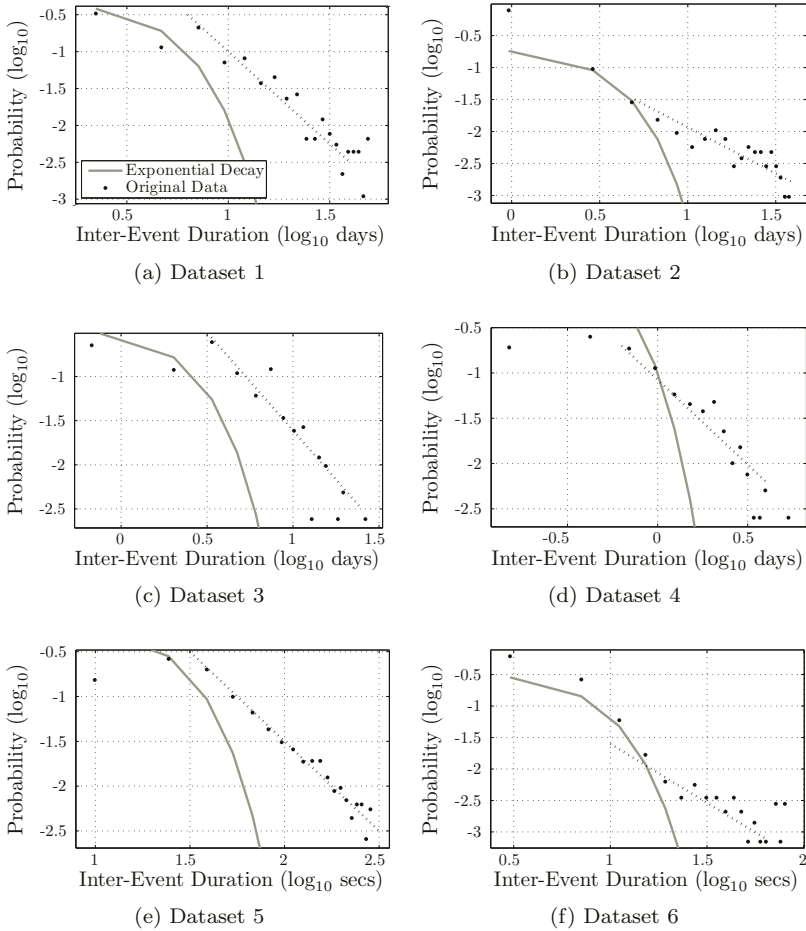 Probability (log10)
-0.5
-1
-1.5
-2
-2.5
-3
Exponential Decay
Original Data
0.5
1
1.5
Inter-Event Duration (log10 days)
(a) Dataset 1
Probability (log10)
0
-0.5
-1
-1.5
-2
-2.5
-3
0
0.5
1
1.5
Inter-Event Duration (log10 days)
(b) Dataset 2
Probability (log10)
-1
-1.5
-2
-2.5
0
0.5
1
1.5
Inter-Event Duration (log10 days)
(c) Dataset 3
Probability (log10)
-0.5
-1
-1.5
-2
-2.5
-0.5
0
0.5
Inter-Event Duration (log10 days)
(d) Dataset 4
Probability (log10)
-0.5
-1
-1.5
-2
-2.5
1
1.5
2
2.5
Inter-Event Duration (log10 secs)
(e) Dataset 5
Probability (log10)
0
-0.5
-1
-1.5
-2
-2.5
-3
0.5
1
1.5
2
Inter-Event Duration (log10 secs)
(f) Dataset 6